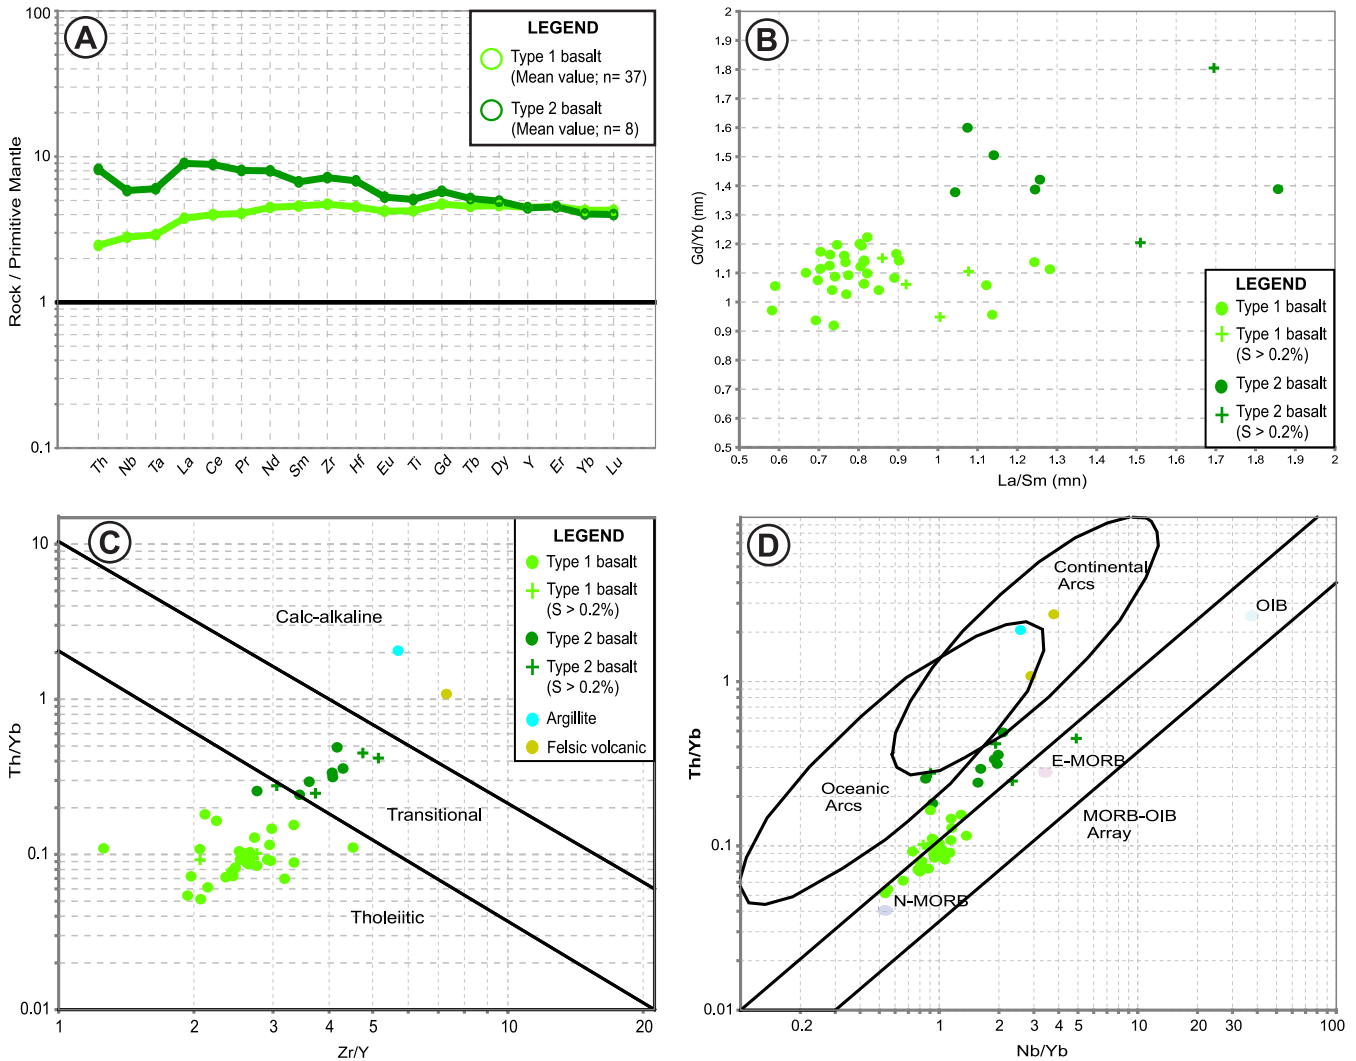 A
100
10
1
0.1
Rock / Primitive Mantle
LEGEND
Type 1 basalt
(Mean value; n= 37)
Type 2 basalt
(Mean value; n= 8)
Th Nb Ta La Ce Pr Nd Sm Zr Hf Eu Ti Gd Tb Dy Y Er Yb Lu
B
2
1.9
1.8
1.7
1.6
1.5
1.4
1.3
1.2
1.1
1
0.9
0.8
0.7
0.6
0.5
Gd/Yb (mn)
LEGEND
Type 1 basalt
Type 1 basalt
(S > 0.2%)
Type 2 basalt
Type 2 basalt
(S > 0.2%)
0.5 0.6 0.7 0.8 0.9 1 1.1 1.2 1.3 1.4 1.5 1.6 1.7 1.8 1.9 2
La/Sm (mn)
C
10
1
0.1
0.01
Th/Yb
LEGEND
Type 1 basalt
Type 1 basalt
(S > 0.2%)
Type 2 basalt
Type 2 basalt
(S > 0.2%)
Argillite
Felsic volcanic
Calc-alkaline
Transitional
Tholeiitic
1 2 3 4 5 10 20
Zr/Y
D
10
1
0.1
0.01
Th/Yb
Continental
Arcs
OIB
E-MORB
Oceanic
Arcs
MORB-OIB
Array
N-MORB
0.2 1 2 3 4 5 10 20 30 100
Nb/Yb